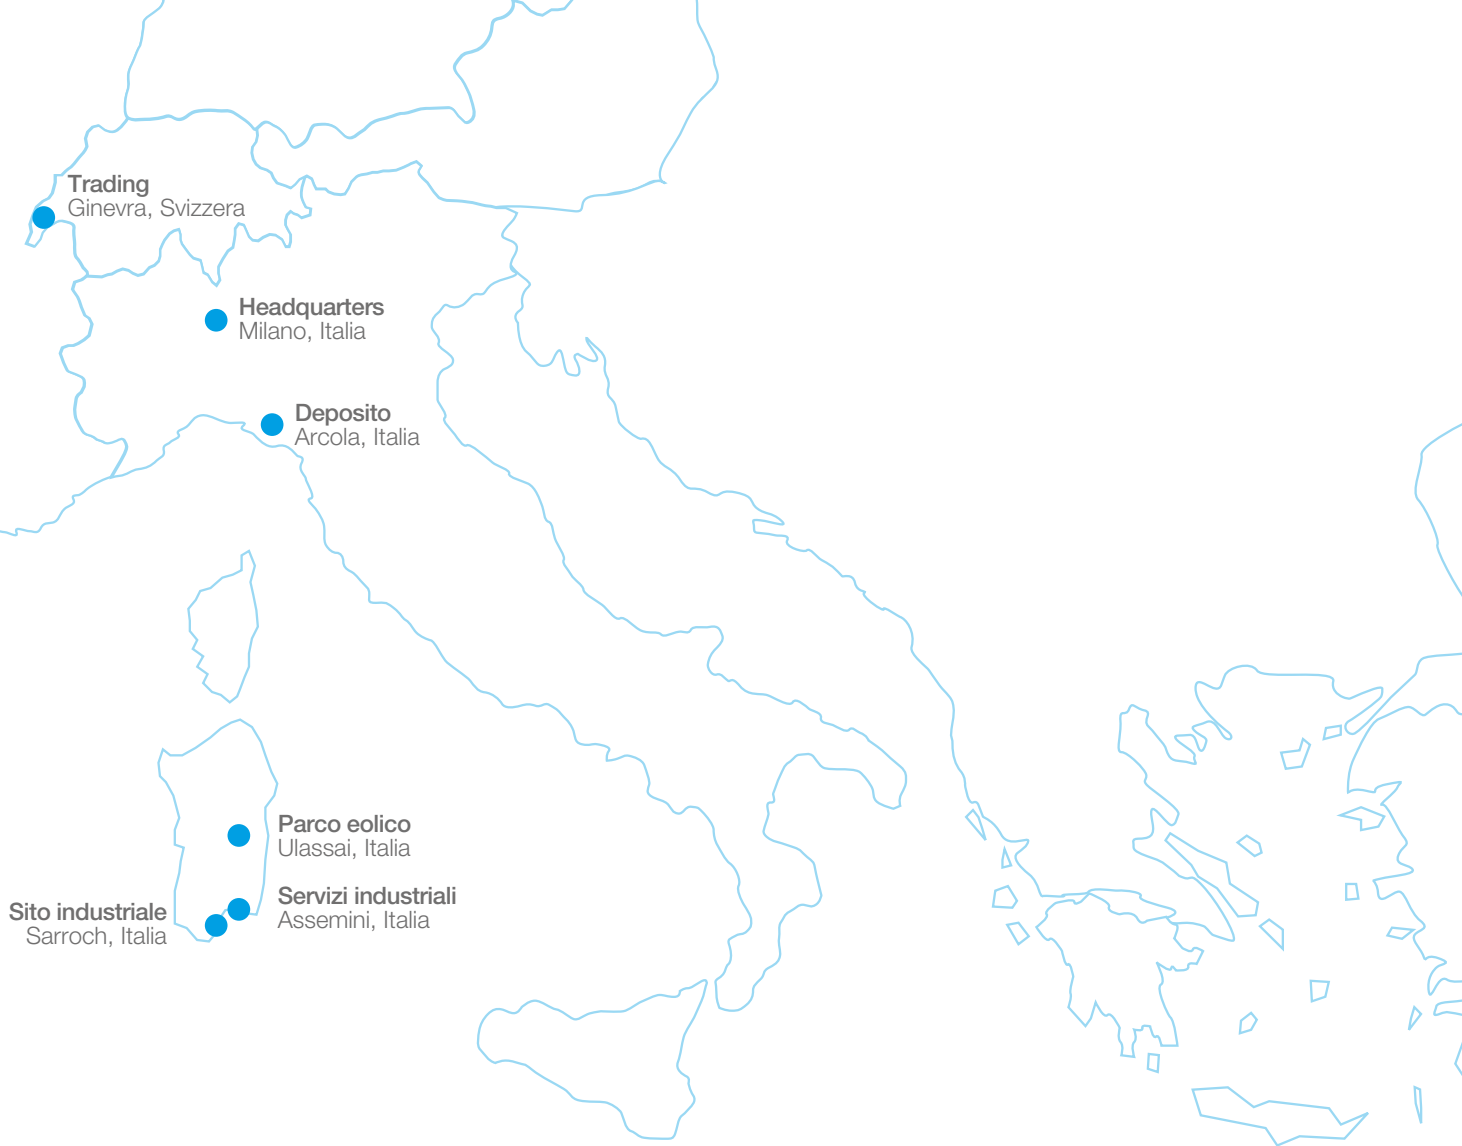 Trading
Ginevra, Svizzera
Headquarters
Milano, Italia
Deposito
Arcola, Italia
Parco eolico
Ulassai, Italia
Servizi industriali
Assemini, Italia
Sito industriale
Sarroch, Italia